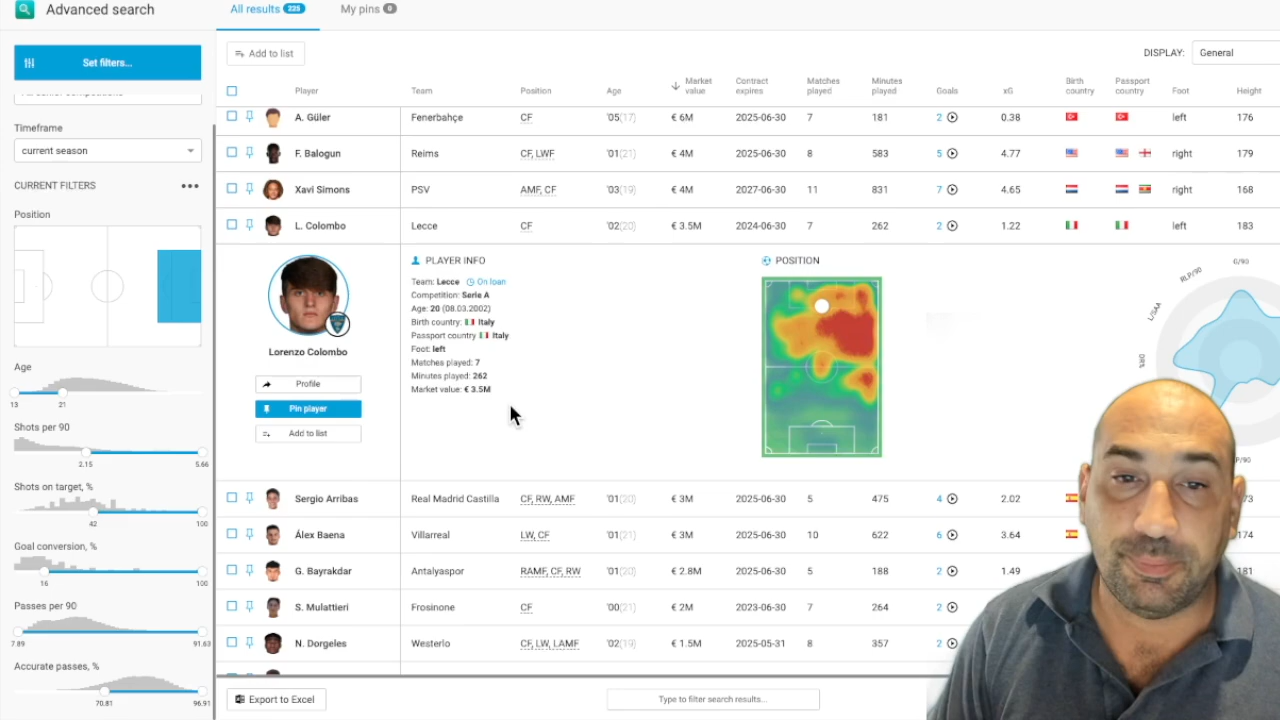 Advanced search
All results 225
My pins 0
Set filters...
Add to list
DISPLAY: General
Player Team Position Age Market value Contract expires Matches played Minutes played Goals xG Birth country Passport country Foot Height
Timeframe
current season
CURRENT FILTERS
Position
Age
13 21
Shots per 90
2.15 5.66
Shots on target, %
42 100
Goal conversion, %
16 100
Passes per 90
7.89 91.63
Accurate passes, %
70.81 96.91
A. Güler Fenerbahçe CF '05(17) € 6M 2025-06-30 7 181 2 0.38 left 176
F. Balogun Reims CF, LWF '01(21) € 4M 2025-06-30 8 583 5 4.77 right 179
Xavi Simons PSV AMF, CF '03(19) € 4M 2027-06-30 11 831 7 4.65 right 168
L. Colombo Lecce CF '02(20) € 3.5M 2024-06-30 7 262 2 1.22 left 183
Lorenzo Colombo
Profile
Pin player
Add to list
PLAYER INFO
Team: Lecce On loan
Competition: Serie A
Age: 20 (08.03.2002)
Birth country: Italy
Passport country Italy
Foot: left
Matches played: 7
Minutes played: 262
Market value: € 3.5M
POSITION
G/90
RLP/90
L/SAA
DR%
Sergio Arribas Real Madrid Castilla CF, RW, AMF '01(20) € 3M 2025-06-30 5 475 4 2.02
Álex Baena Villarreal LW, CF '01(21) € 3M 2025-06-30 10 622 6 3.64 174
G. Bayrakdar Antalyaspor RAMF, CF, RW '01(20) € 2.8M 2026-06-30 5 188 2 1.49
S. Mulattieri Frosinone CF '00(21) € 2M 2023-06-30 7 264 2
N. Dorgeles Westerlo CF, LW, LAMF '02(19) € 1.5M 2025-05-31 8 357 2
Export to Excel
Type to filter search results...